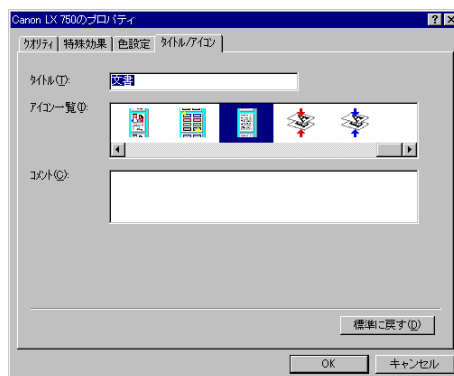 Canon LX 750のプロパティ
クオリティ 特殊効果 色設定 タイトル/アイコン
タイトル(T): 文書
アイコン一覧(I):
コメント(C):
標準に戻す(D)
OK キャンセル